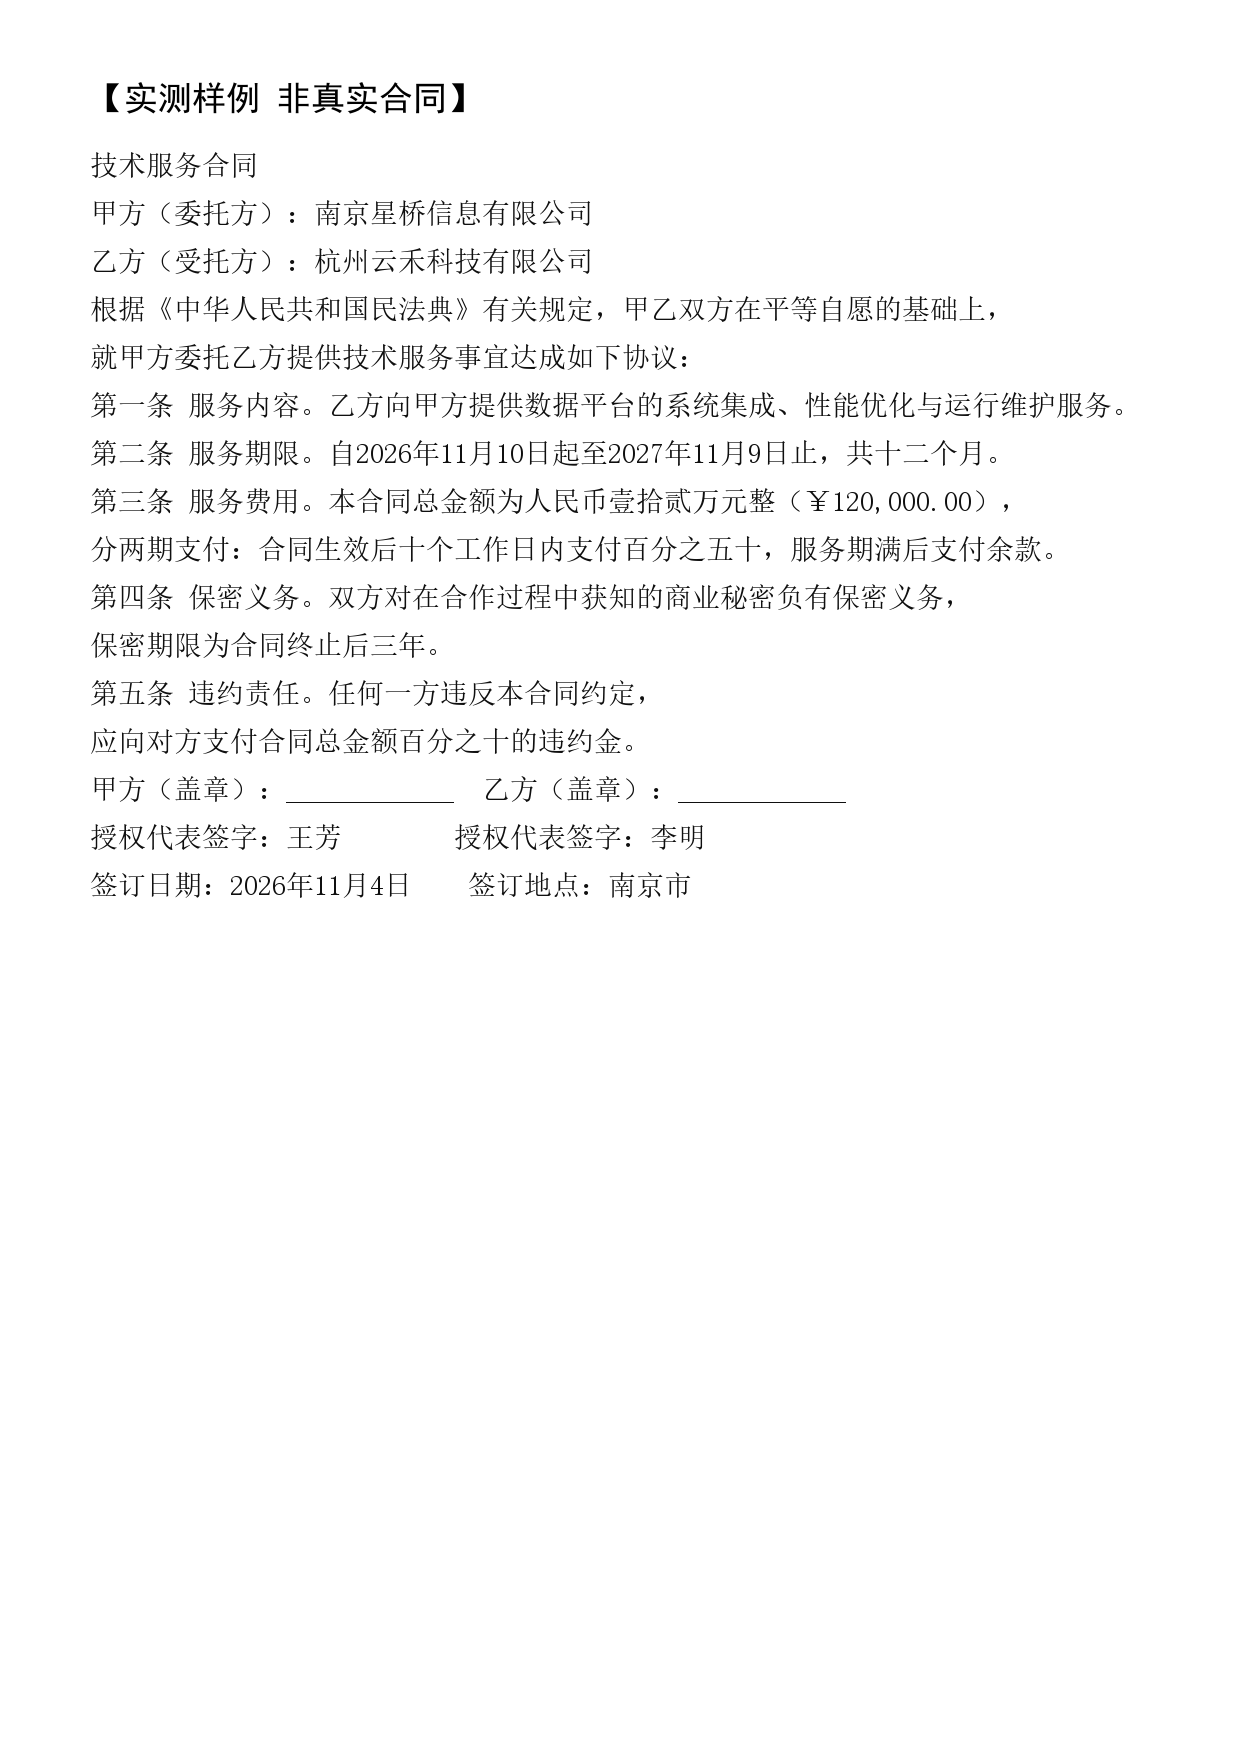 【实测样例 非真实合同】
技术服务合同
甲方（委托方）：南京星桥信息有限公司
乙方（受托方）：杭州云禾科技有限公司
根据《中华人民共和国民法典》有关规定，甲乙双方在平等自愿的基础上，
就甲方委托乙方提供技术服务事宜达成如下协议：
第一条 服务内容。乙方向甲方提供数据平台的系统集成、性能优化与运行维护服务。
第二条 服务期限。自2026年11月10日起至2027年11月9日止，共十二个月。
第三条 服务费用。本合同总金额为人民币壹拾贰万元整（￥120,000.00），
分两期支付：合同生效后十个工作日内支付百分之五十，服务期满后支付余款。
第四条 保密义务。双方对在合作过程中获知的商业秘密负有保密义务，
保密期限为合同终止后三年。
第五条 违约责任。任何一方违反本合同约定，
应向对方支付合同总金额百分之十的违约金。
甲方（盖章）：____________　乙方（盖章）：____________
授权代表签字：王芳　　　　授权代表签字：李明
签订日期：2026年11月4日　　签订地点：南京市